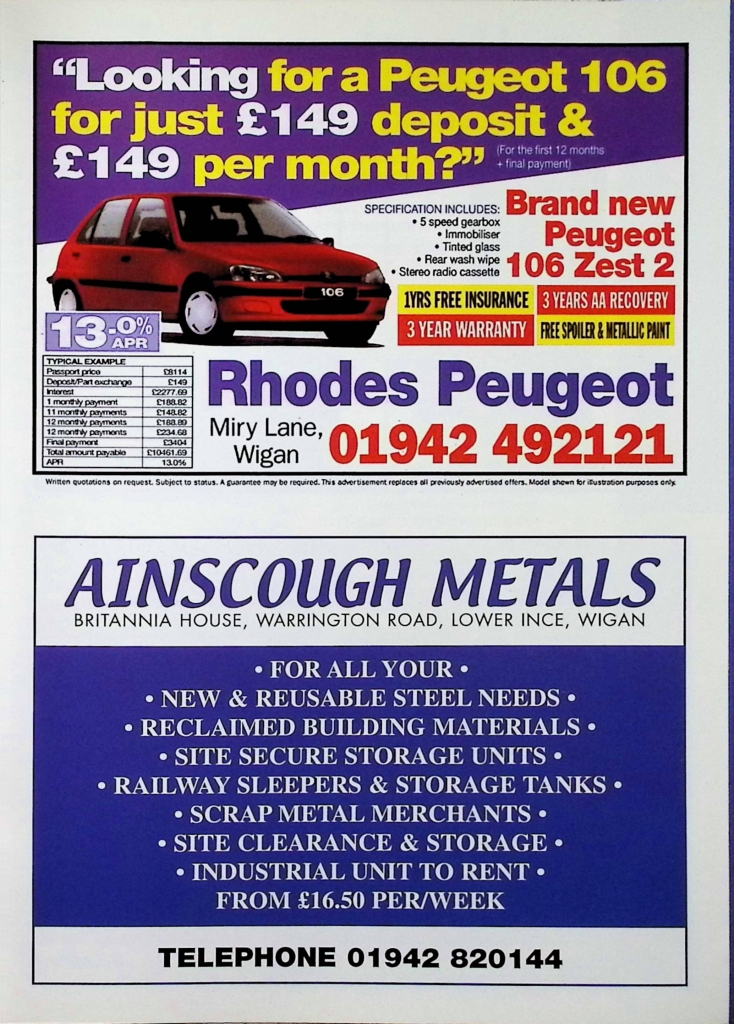 “Looking for a Peugeot 106
for just £149 deposit &
£149 per month?”
(For the first 12 months
+ final payment)
SPECIFICATION INCLUDES:
• 5 speed gearbox
• Immobiliser
• Tinted glass
• Rear wash wipe
• Stereo radio cassette
Brand new
Peugeot
106 Zest 2
106
1YRS FREE INSURANCE
3 YEARS AA RECOVERY
3 YEAR WARRANTY
FREE SPOILER & METALLIC PAINT
13.0%
APR
TYPICAL EXAMPLE
Passport price £8114
Deposit/Part exchange £149
Interest £2277.69
1 monthly payment £188.82
11 monthly payments £148.82
12 monthly payments £188.89
12 monthly payments £234.68
Final payment £3404
Total amount payable £10461.69
APR 13.0%
Rhodes Peugeot
Miry Lane,
Wigan
01942 492121
Written quotations on request. Subject to status. A guarantee may be required. This advertisement replaces all previously advertised offers. Model shown for illustration purposes only.
AINSCOUGH METALS
BRITANNIA HOUSE, WARRINGTON ROAD, LOWER INCE, WIGAN
• FOR ALL YOUR •
• NEW & REUSABLE STEEL NEEDS •
• RECLAIMED BUILDING MATERIALS •
• SITE SECURE STORAGE UNITS •
• RAILWAY SLEEPERS & STORAGE TANKS •
• SCRAP METAL MERCHANTS •
• SITE CLEARANCE & STORAGE •
• INDUSTRIAL UNIT TO RENT •
FROM £16.50 PER/WEEK
TELEPHONE 01942 820144